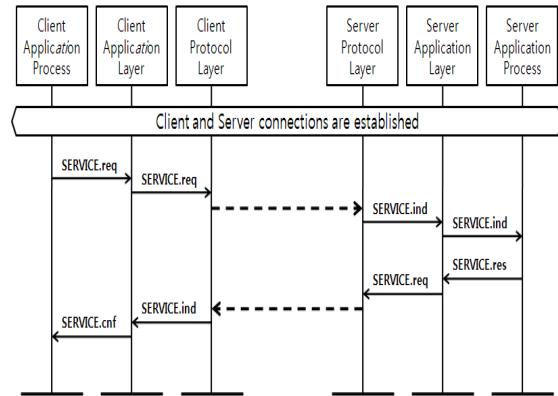 Client
Application
Process
Client
Application
Layer
Client
Protocol
Layer
Server
Protocol
Layer
Server
Application
Layer
Server
Application
Process
Client and Server connections are established
SERVICE.req
SERVICE.req
SERVICE.ind
SERVICE.ind
SERVICE.res
SERVICE.req
SERVICE.ind
SERVICE.cnf